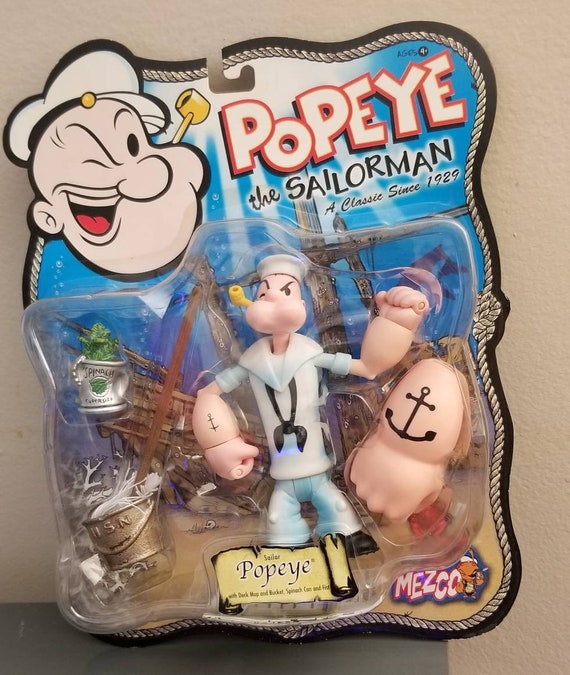 AGES 4+
POPEYE
the SAILORMAN
A Classic Since 1929
SPINACH
U.S.N
Sailor
Popeye
with Deck Mop and Bucket, Spinach Can and Fist
MEZCO